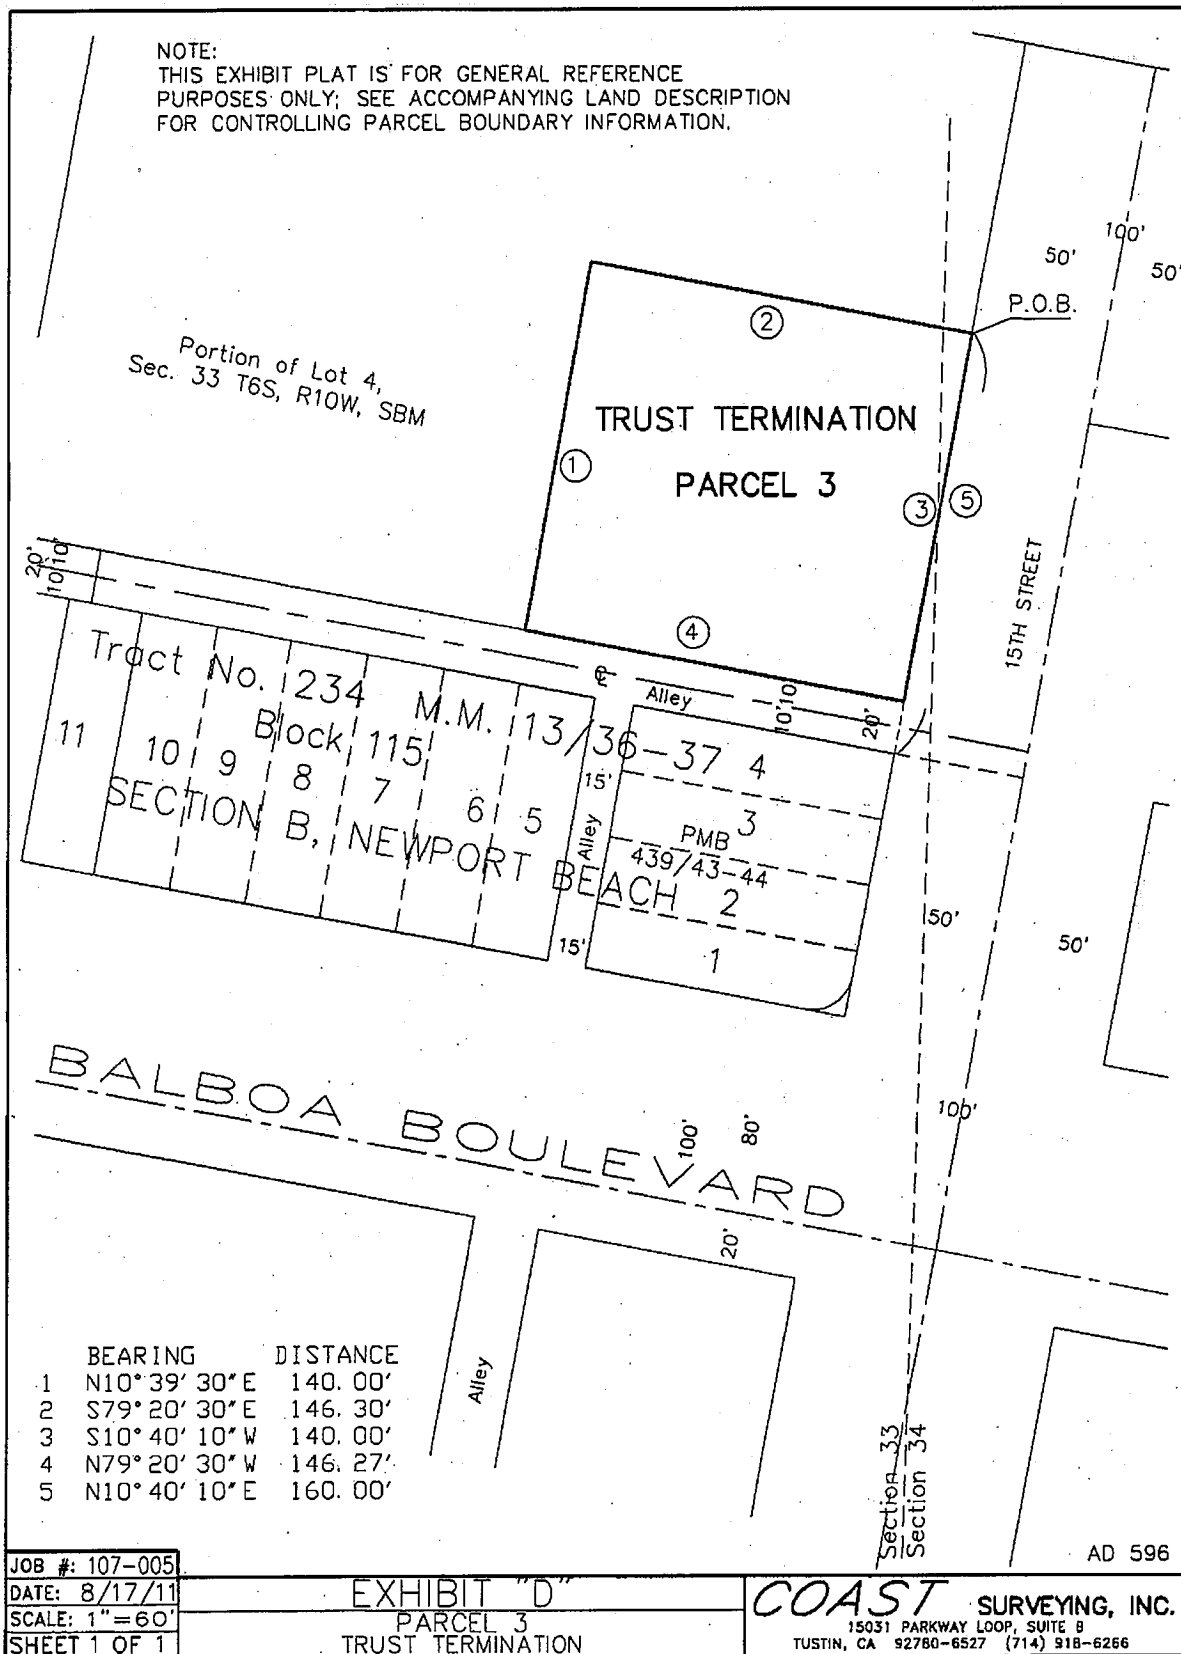 NOTE:
THIS EXHIBIT PLAT IS FOR GENERAL REFERENCE
PURPOSES ONLY; SEE ACCOMPANYING LAND DESCRIPTION
FOR CONTROLLING PARCEL BOUNDARY INFORMATION.
100'
50'
50'
P.O.B.
2
Portion of Lot 4,
Sec. 33 T6S, R10W, SBM
TRUST TERMINATION
PARCEL 3
1
3
5
15TH STREET
20'
10'
10'
4
℄
Alley
10'
10'
20'
Tract No. 234 M.M. 13/36-37
Block 115
SECTION B, NEWPORT BEACH
11
10
9
8
7
6
5
15'
Alley
15'
4
3
PMB
439/43-44
2
1
50'
50'
BALBOA BOULEVARD
100'
80'
100'
20'
Alley
Section 33
Section 34
BEARING DISTANCE
1 N10°39'30"E 140.00'
2 S79°20'30"E 146.30'
3 S10°40'10"W 140.00'
4 N79°20'30"W 146.27'
5 N10°40'10"E 160.00'
AD 596
JOB #: 107-005
DATE: 8/17/11
SCALE: 1"=60'
SHEET 1 OF 1
EXHIBIT "D"
PARCEL 3
TRUST TERMINATION
COAST SURVEYING, INC.
15031 PARKWAY LOOP, SUITE B
TUSTIN, CA 92780-6527 (714) 918-6266